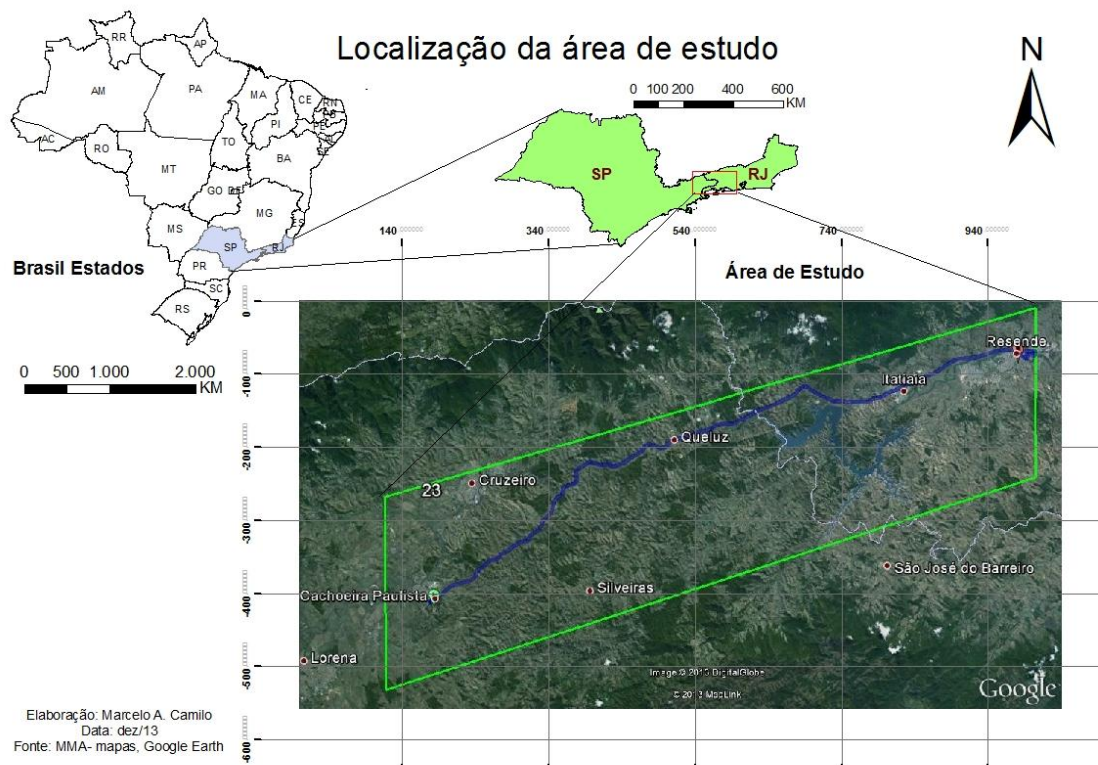 Localização da área de estudo
N
0 100 200 400 600
KM
RR
AP
AM
PA
MA
CE
RN
PI
AC
RO
TO
BA
MT
GO DF
MG
ES
MS
SP
RJ
PR
SC
RS
SP
RJ
Brasil Estados
0 500 1.000 2.000
KM
Área de Estudo
140 340 540 740 940
0
-100
-200
-300
-400
-500
-600
Resende
Itatiaia
Queluz
23
Cruzeiro
São José do Barreiro
Silveiras
Cachoeira Paulista
Lorena
Image © 2013 DigitalGlobe
© 2013 MapLink
Google
Elaboração: Marcelo A. Camilo
Data: dez/13
Fonte: MMA- mapas, Google Earth